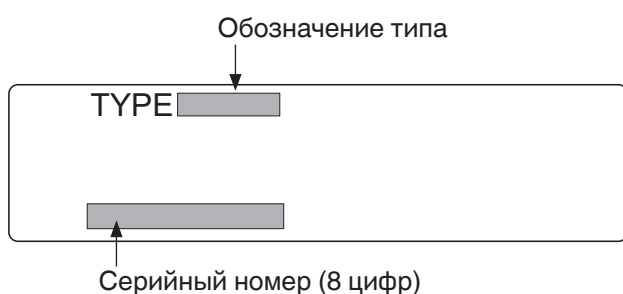 Обозначение типа
TYPE
Серийный номер (8 цифр)